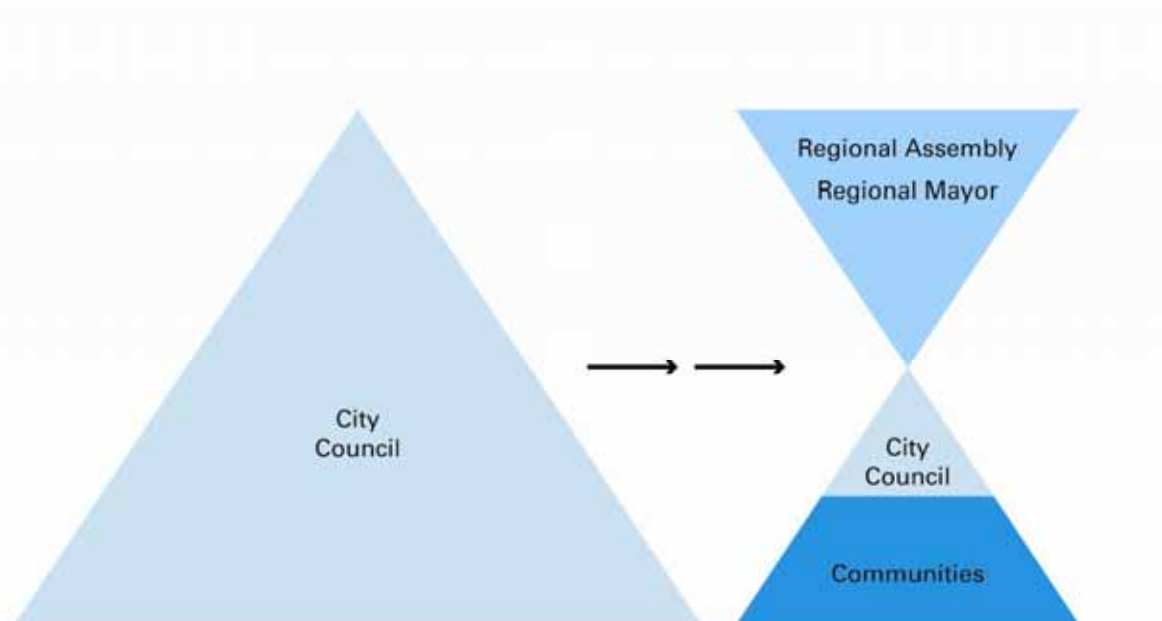 City
Council
Regional Assembly
Regional Mayor
City
Council
Communities